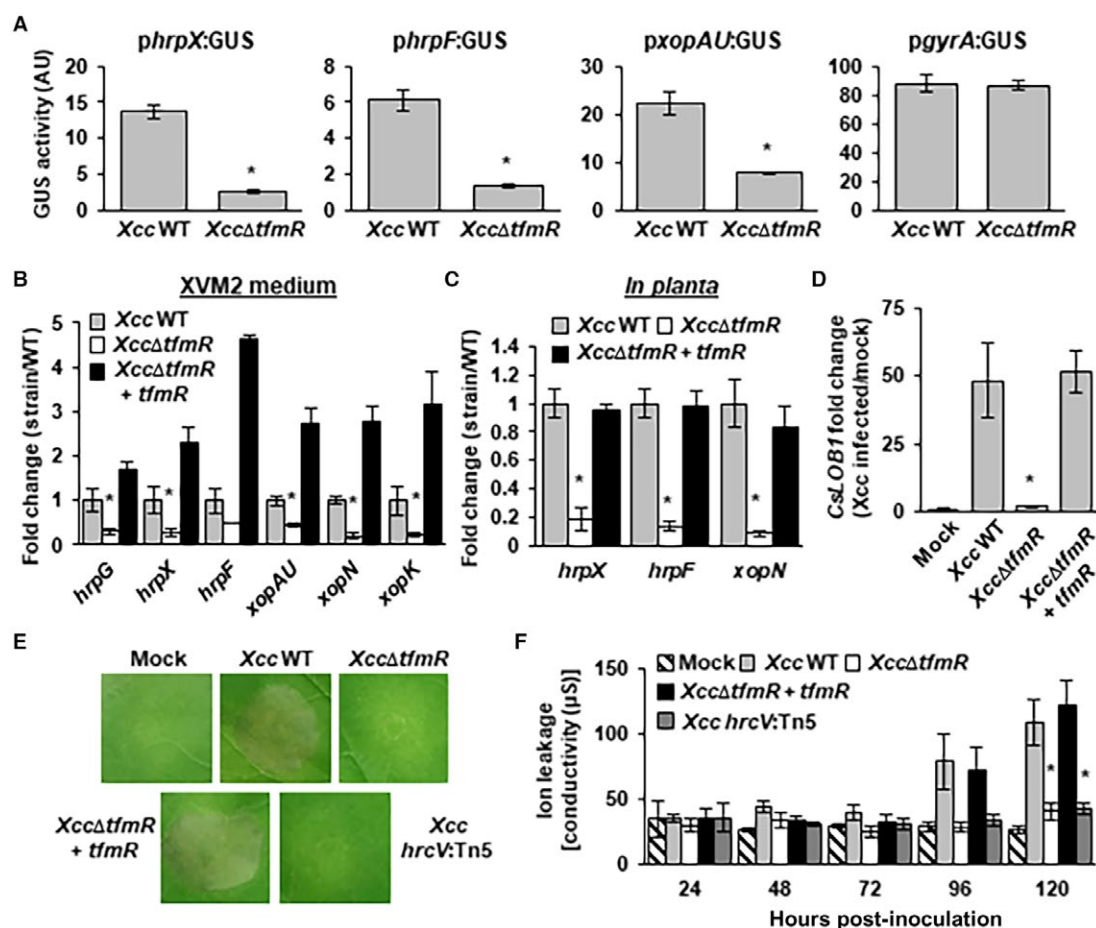 A
phrpX:GUS
phrpF:GUS
pxopAU:GUS
pgyrA:GUS
GUS activity (AU)
20
15
10
5
0
Xcc WT XccΔtfmR
8
6
4
2
0
Xcc WT XccΔtfmR
30
20
10
0
Xcc WT XccΔtfmR
100
80
60
40
20
0
Xcc WT XccΔtfmR
*
*
*
B
XVM2 medium
Xcc WT
XccΔtfmR
XccΔtfmR
+ tfmR
Fold change (strain/WT)
5
4
3
2
1
0
* * * * *
hrpG hrpX hrpF xopAU xopN xopK
C
In planta
Xcc WT XccΔtfmR
XccΔtfmR + tfmR
Fold change (strain/WT)
1.4
1.2
1
0.8
0.6
0.4
0.2
0
* * *
hrpX hrpF xopN
D
CsLOB1 fold change
(Xcc infected/mock)
75
50
25
0
*
Mock
Xcc WT
XccΔtfmR
XccΔtfmR
+ tfmR
E
Mock Xcc WT XccΔtfmR
XccΔtfmR
+ tfmR
Xcc
hrcV:Tn5
F
Mock Xcc WT XccΔtfmR
XccΔtfmR + tfmR
Xcc hrcV:Tn5
Ion leakage
[conductivity (µS)]
150
100
50
0
* *
24 48 72 96 120
Hours post-inoculation